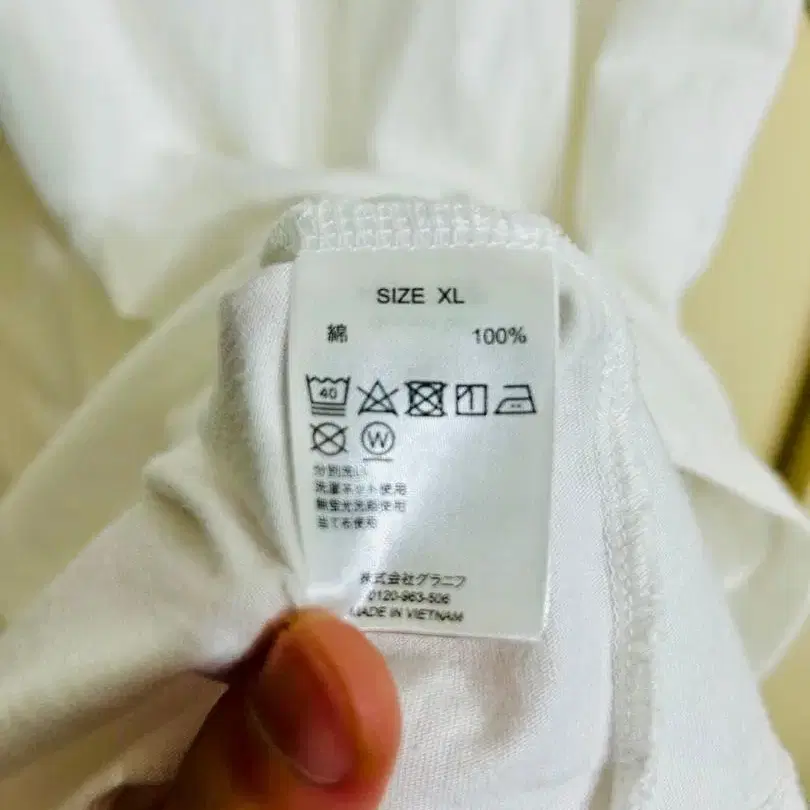 SIZE XL
綿 100%
40
W
分別洗い
洗濯ネット使用
無蛍光洗剤使用
当て布使用
株式会社グラニフ
0120-963-506
MADE IN VIETNAM